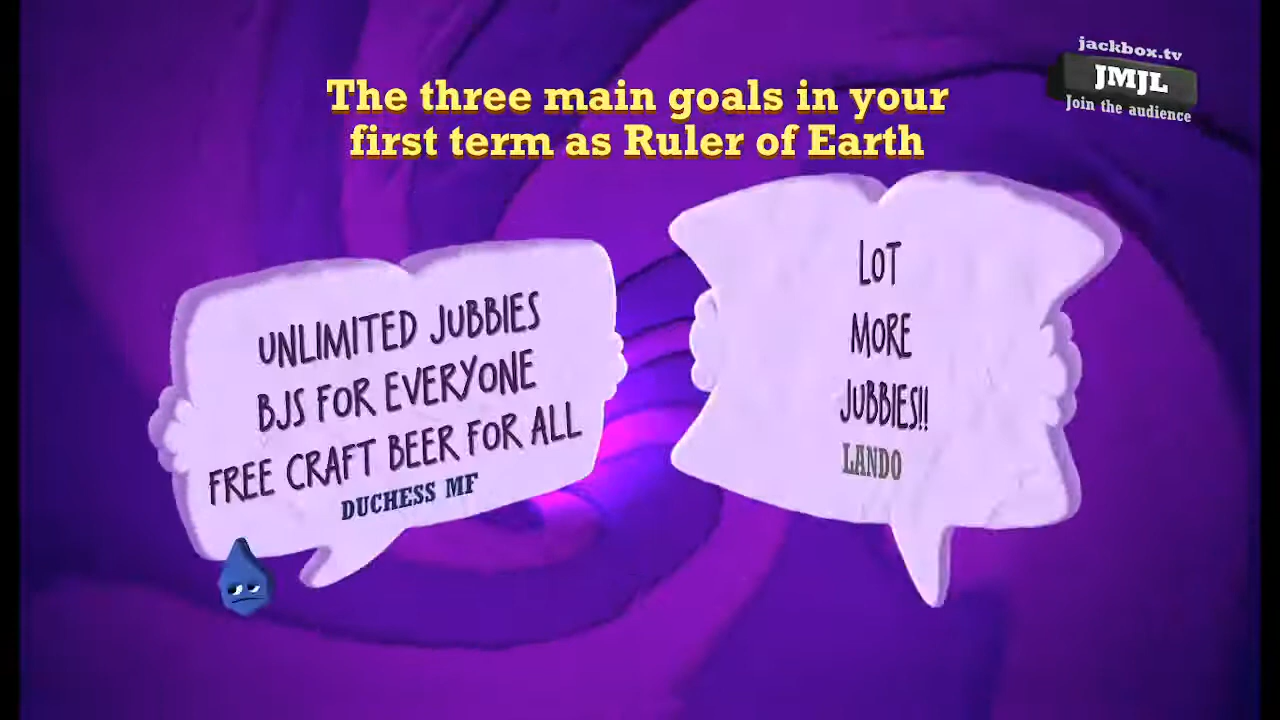 jackbox.tv
JMJL
Join the audience
The three main goals in your
first term as Ruler of Earth
UNLIMITED JUBBIES
BJS FOR EVERYONE
FREE CRAFT BEER FOR ALL
DUCHESS MF
LOT
MORE
JUBBIES!!
LANDO